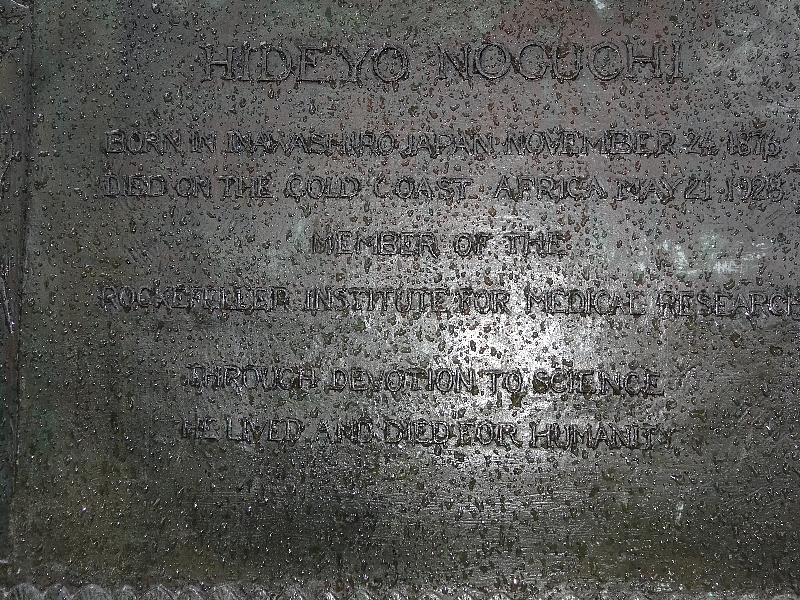 HIDEYO NOGUCHI
BORN IN INAWASHIRO JAPAN NOVEMBER 24, 1876
DIED ON THE GOLD COAST AFRICA MAY 21, 1928
MEMBER OF THE
ROCKEFELLER INSTITUTE FOR MEDICAL RESEARCH
THROUGH DEVOTION TO SCIENCE
HE LIVED AND DIED FOR HUMANITY